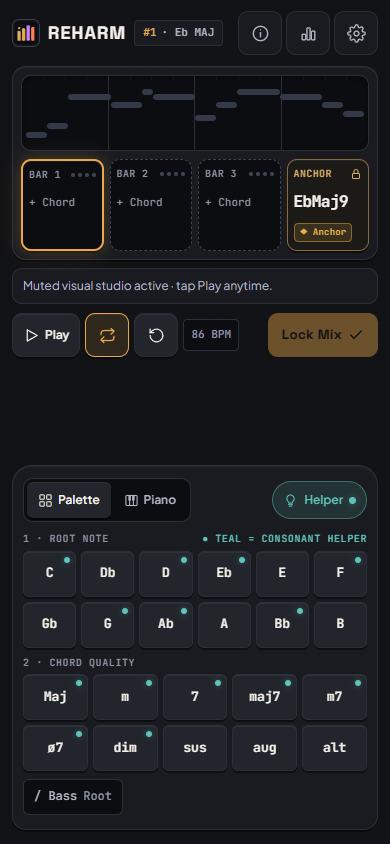 REHARM
#1 · Eb MAJ
BAR 1
+ Chord
BAR 2
+ Chord
BAR 3
+ Chord
ANCHOR
EbMaj9
◆ Anchor
Muted visual studio active · tap Play anytime.
Play
86 BPM
Lock Mix ✓
Palette
Piano
Helper
1 · ROOT NOTE
● TEAL = CONSONANT HELPER
C Db D Eb E F
Gb G Ab A Bb B
2 · CHORD QUALITY
Maj m 7 maj7 m7
ø7 dim sus aug alt
/ Bass Root